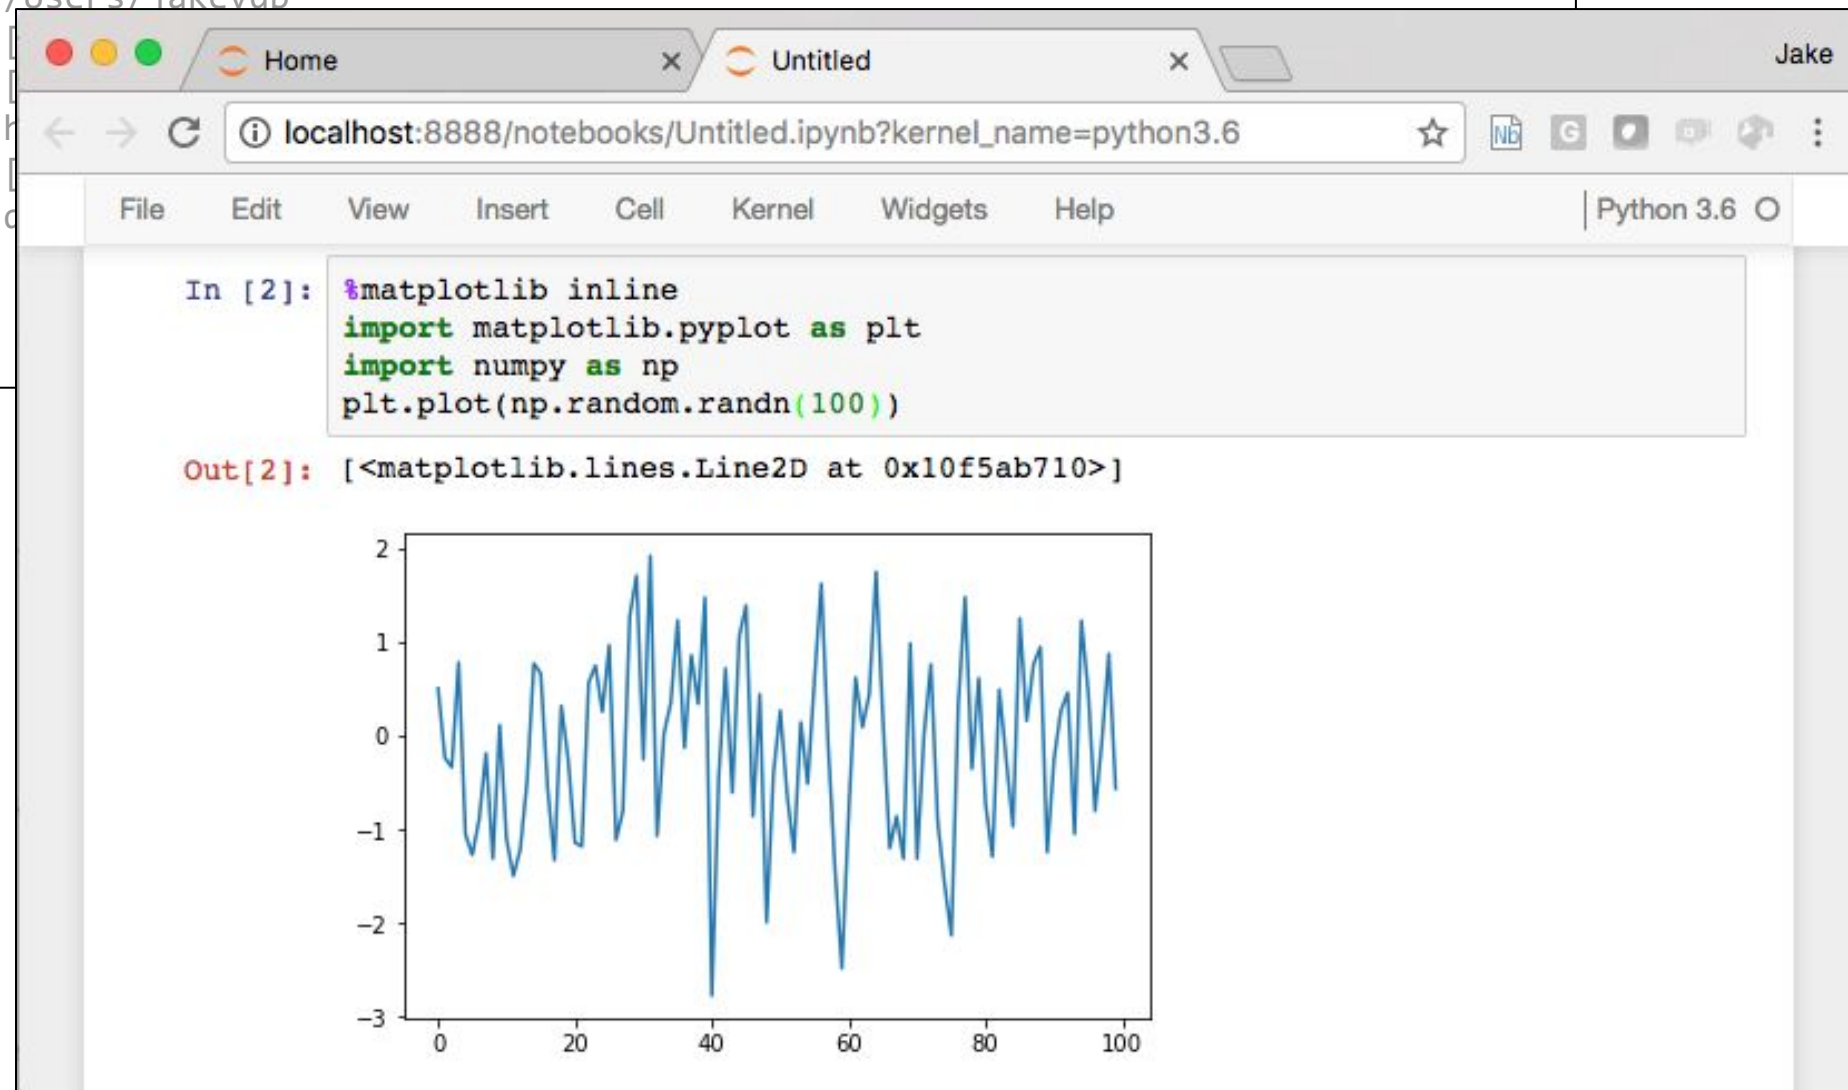 /Users/jakevdp
Home
Untitled
Jake
localhost:8888/notebooks/Untitled.ipynb?kernel_name=python3.6
Nb
G
File Edit View Insert Cell Kernel Widgets Help Python 3.6
In [2]: %matplotlib inline
import matplotlib.pyplot as plt
import numpy as np
plt.plot(np.random.randn(100))
Out[2]: [<matplotlib.lines.Line2D at 0x10f5ab710>]
2
1
0
−1
−2
−3
0 20 40 60 80 100